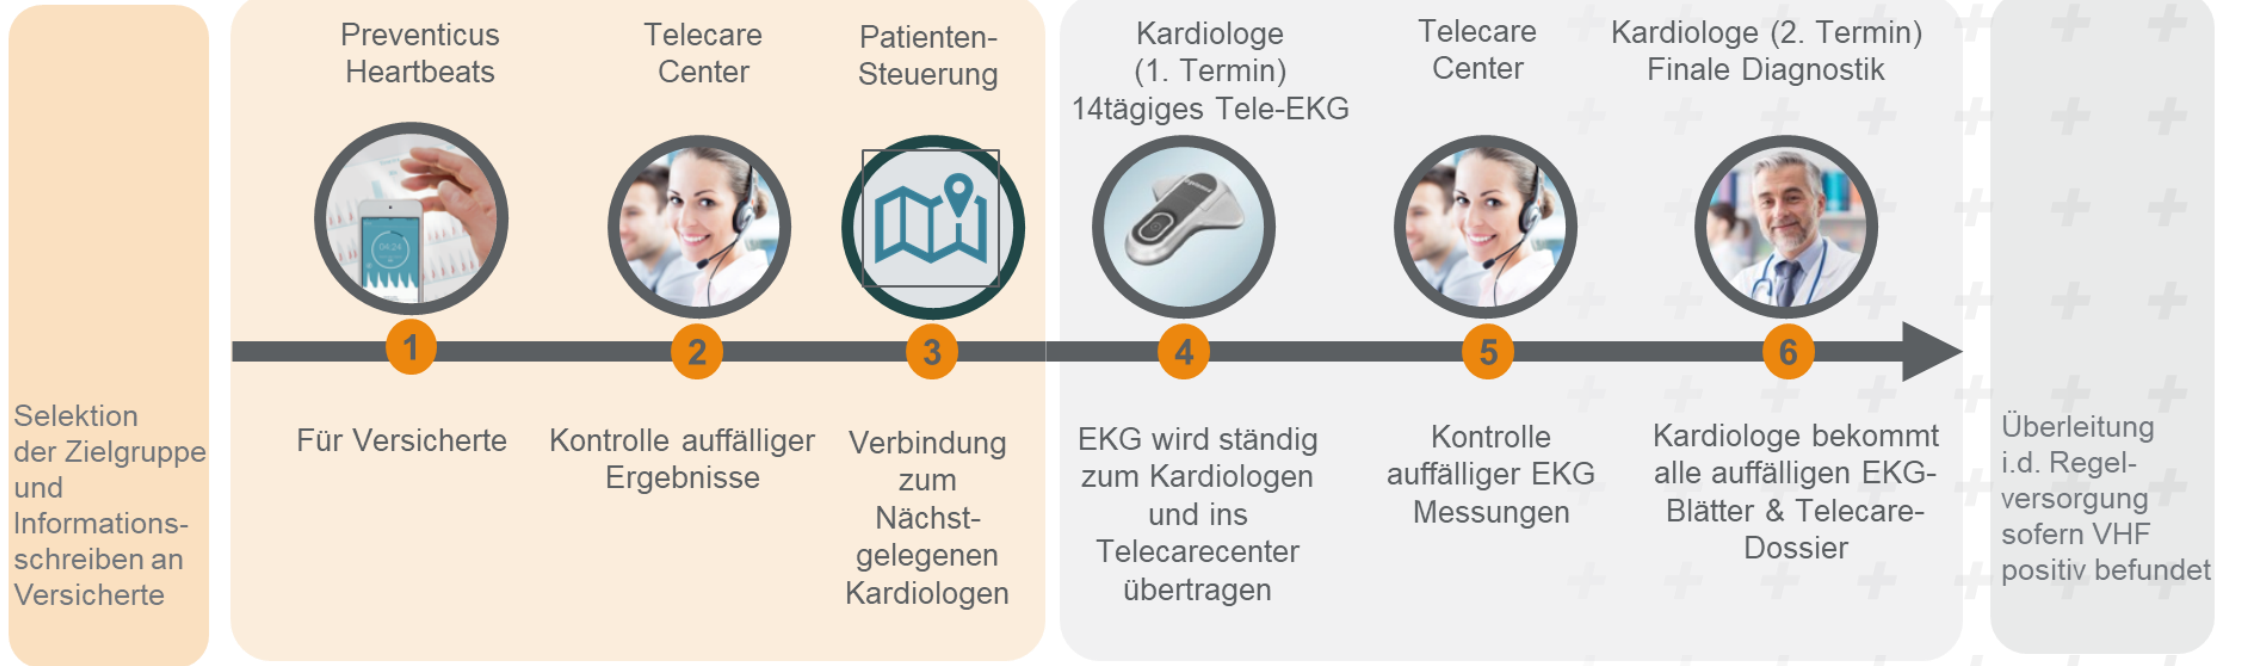 Selektion
der Zielgruppe
und
Informations-
schreiben an
Versicherte
Preventicus
Heartbeats
1
Für Versicherte
Telecare
Center
2
Kontrolle auffälliger
Ergebnisse
Patienten-
Steuerung
3
Verbindung
zum
Nächst-
gelegenen
Kardiologen
Kardiologe
(1. Termin)
14tägiges Tele-EKG
4
EKG wird ständig
zum Kardiologen
und ins
Telecarecenter
übertragen
Telecare
Center
5
Kontrolle
auffälliger EKG
Messungen
Kardiologe (2. Termin)
Finale Diagnostik
6
Kardiologe bekommt
alle auffälligen EKG-
Blätter & Telecare-
Dossier
Überleitung
i.d. Regel-
versorgung
sofern VHF
positiv befundet